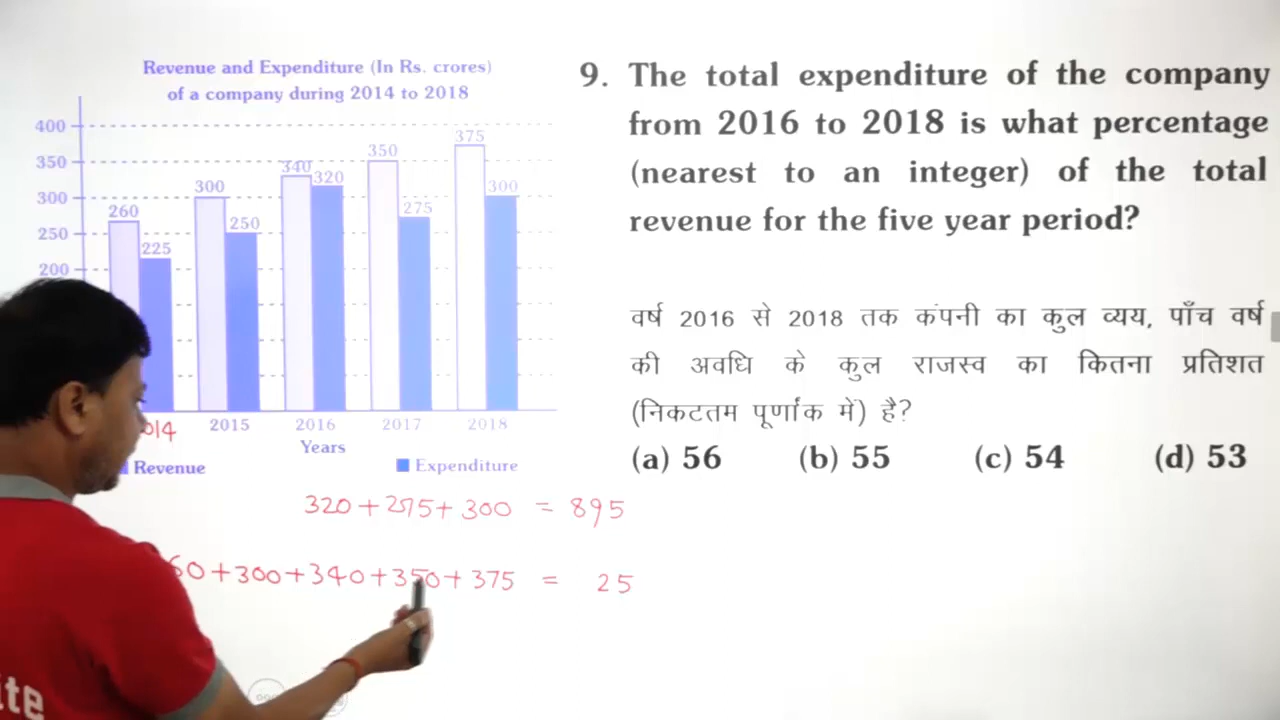 Revenue and Expenditure (In Rs. crores)
of a company during 2014 to 2018
400
350
300
250
200
260
225
300
250
340
320
350
275
375
300
014
2015
2016
2017
2018
Years
Revenue
Expenditure
9. The total expenditure of the company
from 2016 to 2018 is what percentage
(nearest to an integer) of the total
revenue for the five year period?
वर्ष 2016 से 2018 तक कंपनी का कुल व्यय, पाँच वर्ष
की अवधि के कुल राजस्व का कितना प्रतिशत
(निकटतम पूर्णांक में) है?
(a) 56 (b) 55 (c) 54 (d) 53
320+275+300 = 895
60+300+340+350+375 = 25
ite